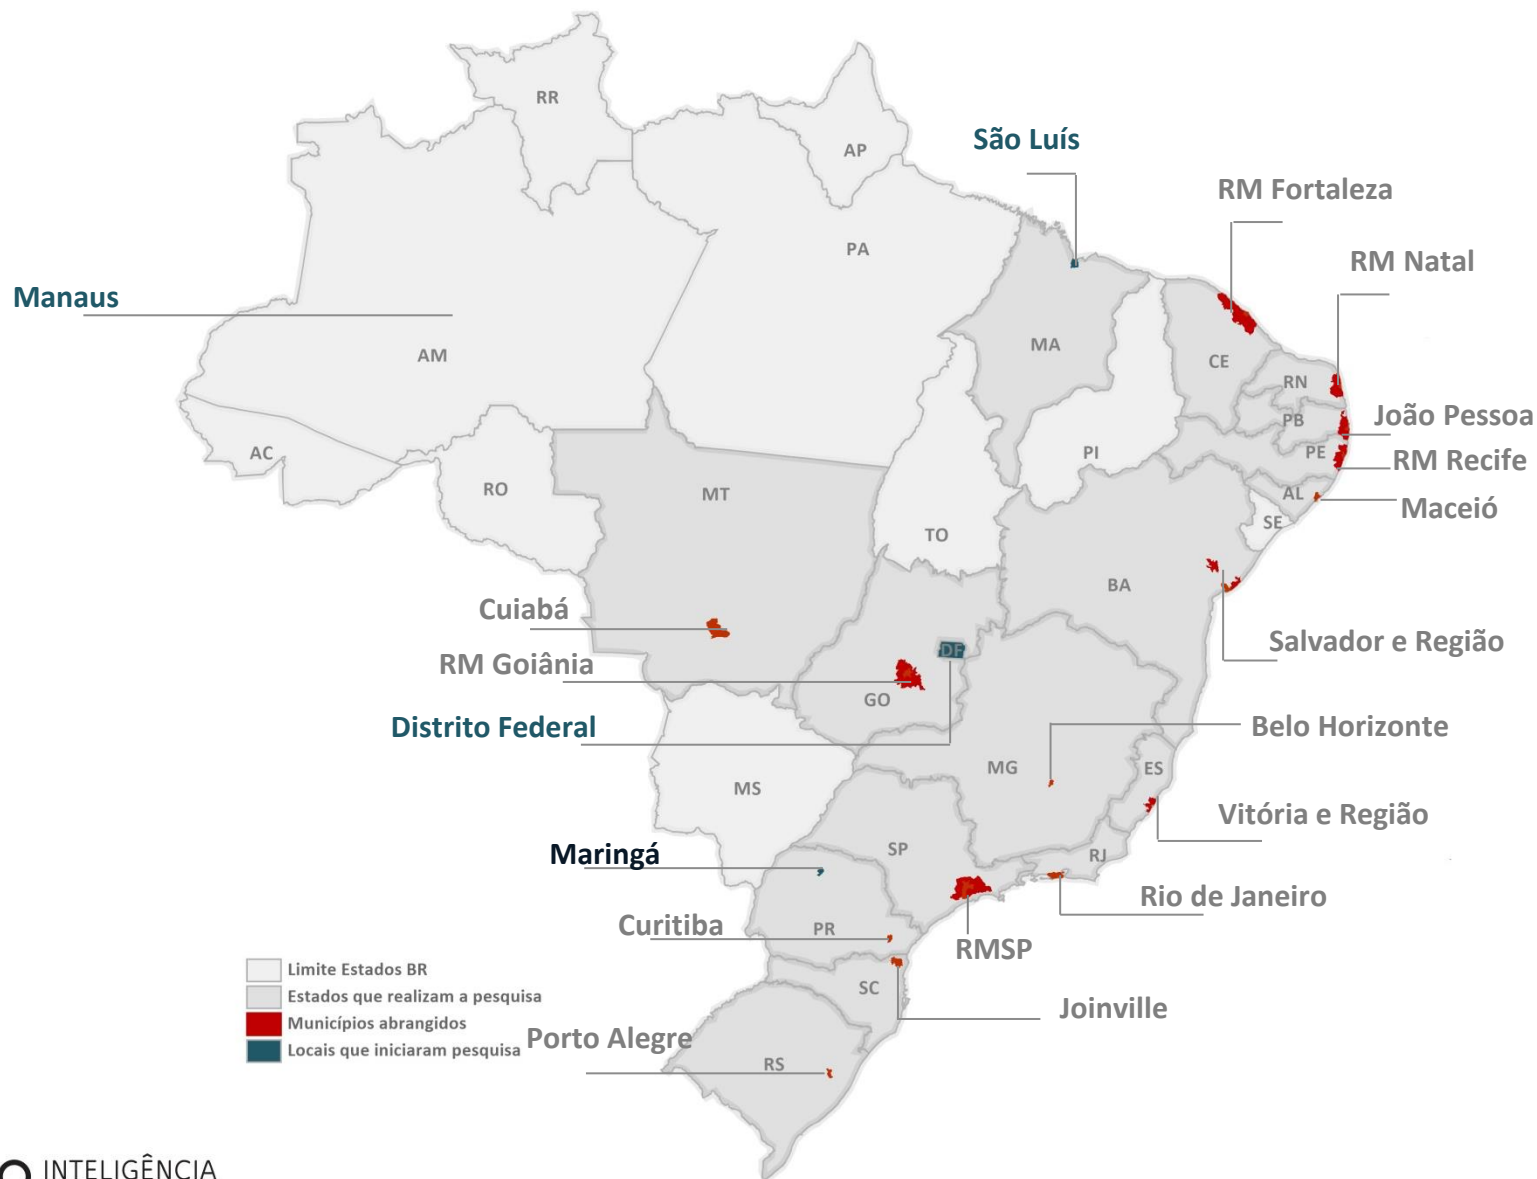 RR
AP
São Luís
RM Fortaleza
PA
RM Natal
Manaus
MA
AM
CE
RN
João Pessoa
PB
AC
PI
PE
RM Recife
RO
MT
AL
Maceió
SE
TO
BA
Cuiabá
Salvador e Região
DF
RM Goiânia
GO
Distrito Federal
Belo Horizonte
MG
ES
MS
Vitória e Região
Maringá
SP
RJ
Rio de Janeiro
Curitiba
PR
RMSP
Limite Estados BR
Estados que realizam a pesquisa
Municípios abrangidos
Locais que iniciaram pesquisa
SC
Joinville
Porto Alegre
RS
INTELIGÊNCIA